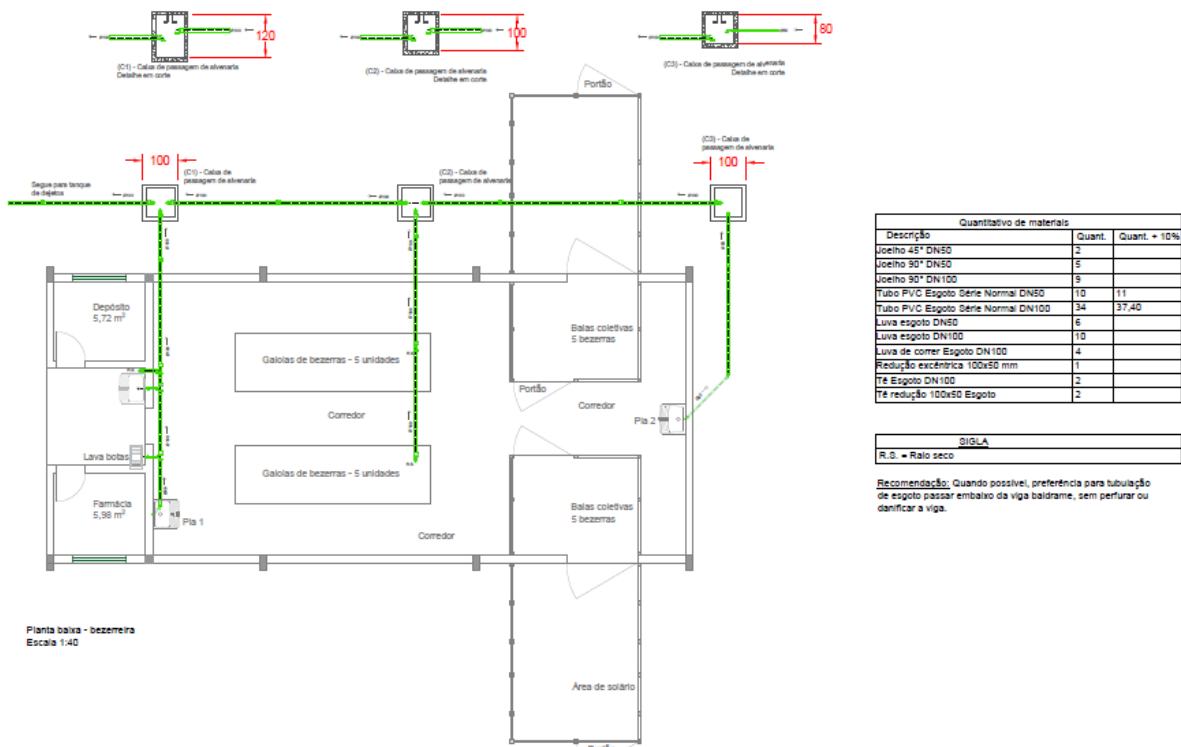 120
100
80
(C1) - Caixa de passagem de alvenaria
Detalhe em corte
(C2) - Caixa de passagem de alvenaria
Detalhe em corte
(C3) - Caixa de passagem de alvenaria
Detalhe em corte
Portão
100
(C1) - Caixa de
passagem de alvenaria
(C2) - Caixa de
passagem de alvenaria
(C3) - Caixa de
passagem de alvenaria
100
Segue para tanque
de dejetos
Depósito
5,72 m²
Gaiolas de bezerras - 5 unidades
Baias coletivas
5 bezerras
Portão
Corredor
Corredor
Pia 2
Lava botas
Gaiolas de bezerras - 5 unidades
Farmácia
5,98 m²
Pia 1
Baias coletivas
5 bezerras
Corredor
Área de solário
Portão
Planta baixa - bezerreira
Escala 1:40
Quantitativo de materiais
Descrição Quant. Quant. + 10%
Joelho 45° DN50 2
Joelho 90° DN50 5
Joelho 90° DN100 9
Tubo PVC Esgoto Série Normal DN50 10 11
Tubo PVC Esgoto Série Normal DN100 34 37,40
Luva esgoto DN50 6
Luva esgoto DN100 10
Luva de correr Esgoto DN100 4
Redução excêntrica 100x50 mm 1
Tê Esgoto DN100 2
Tê redução 100x50 Esgoto 2
SIGLA
R.S. = Ralo seco
Recomendação: Quando possível, preferência para tubulação
de esgoto passar embaixo da viga baldrame, sem perfurar ou
danificar a viga.